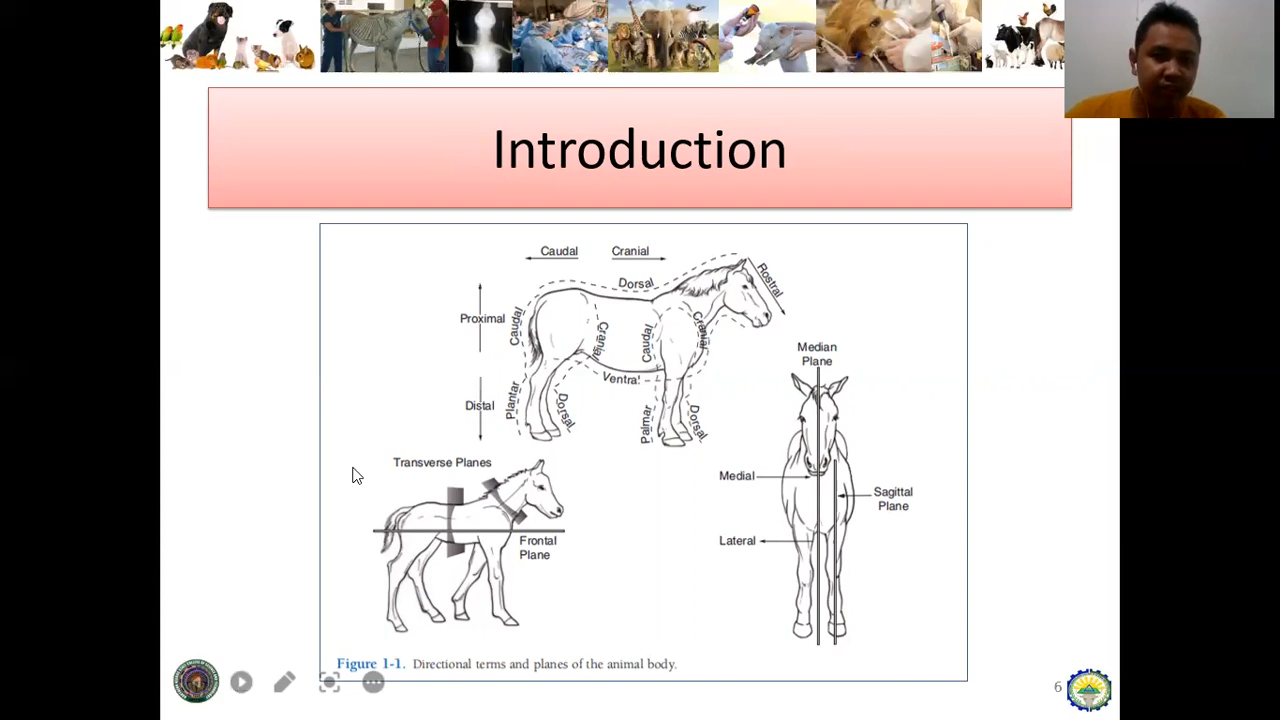 Introduction
Caudal
Cranial
Dorsal
Rostral
Proximal
Caudal
Cranial
Caudal
Cranial
Ventral
Distal
Plantar
Dorsal
Palmar
Dorsal
Median
Plane
Transverse Planes
Medial
Sagittal
Plane
Frontal
Plane
Lateral
Figure 1-1. Directional terms and planes of the animal body.
6